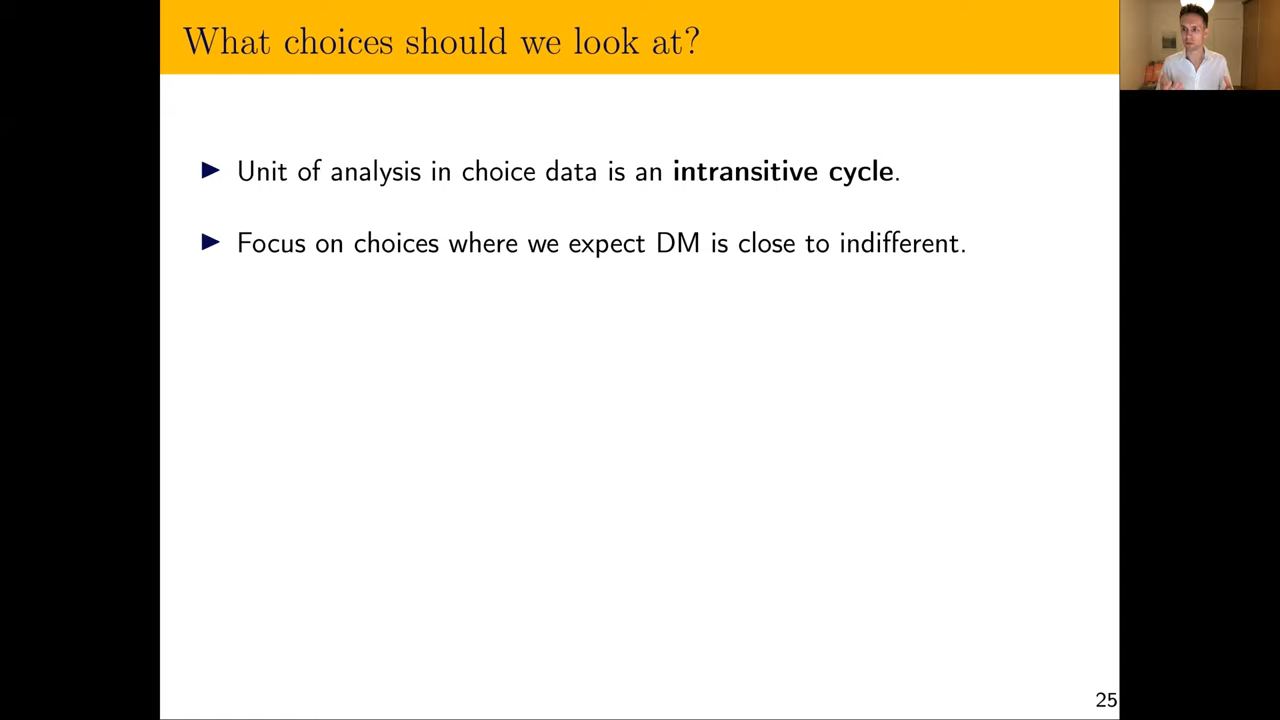 What choices should we look at?
▶ Unit of analysis in choice data is an intransitive cycle.
▶ Focus on choices where we expect DM is close to indifferent.
25